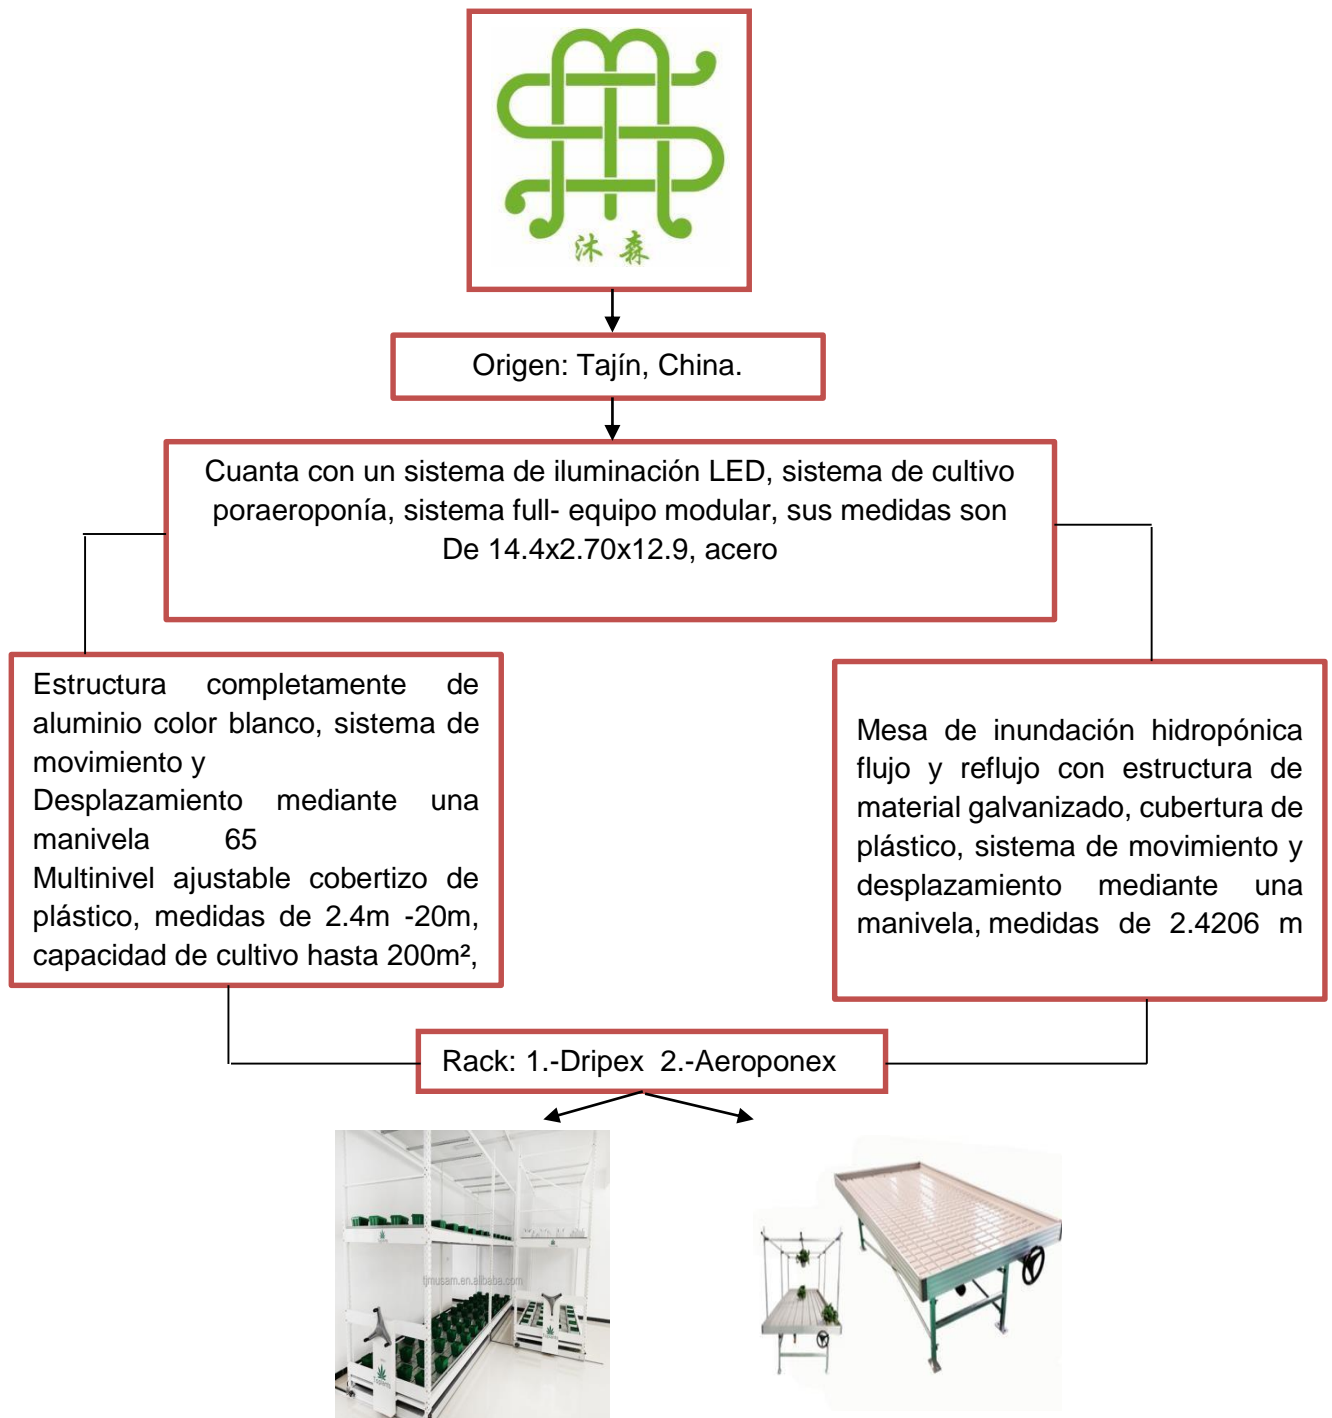 沐森
Origen: Tajín, China.
Cuanta con un sistema de iluminación LED, sistema de cultivo
poraeroponía, sistema full- equipo modular, sus medidas son
De 14.4x2.70x12.9, acero
Estructura completamente de
aluminio color blanco, sistema de
movimiento y
Desplazamiento mediante una
manivela 65
Multinivel ajustable cobertizo de
plástico, medidas de 2.4m -20m,
capacidad de cultivo hasta 200m²,
Mesa de inundación hidropónica
flujo y reflujo con estructura de
material galvanizado, cubertura de
plástico, sistema de movimiento y
desplazamiento mediante una
manivela, medidas de 2.4206 m
Rack: 1.-Dripex 2.-Aeroponex
tjmusam.en.alibaba.com